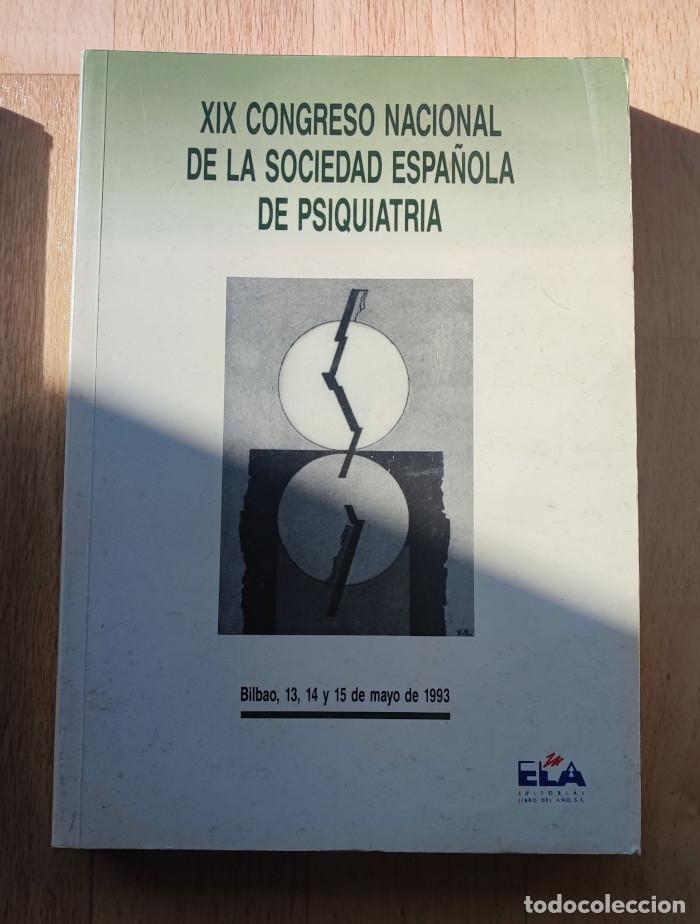 XIX CONGRESO NACIONAL
DE LA SOCIEDAD ESPAÑOLA
DE PSIQUIATRIA
Bilbao, 13, 14 y 15 de mayo de 1993
ELA
EDITORIAL
LIBRO DEL AÑO, S.L.
todocoleccion